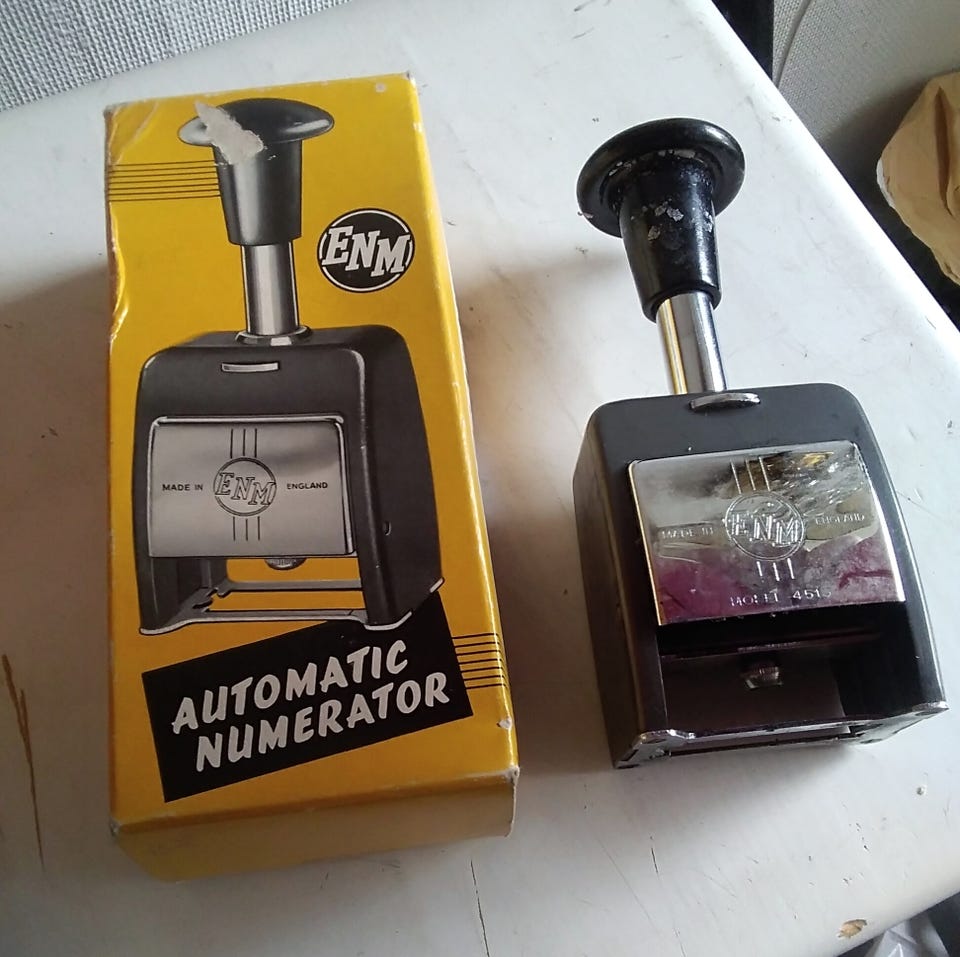 ENM
MADE IN ENM ENGLAND
AUTOMATIC
NUMERATOR
MADE IN ENM ENGLAND
MODEL 4515